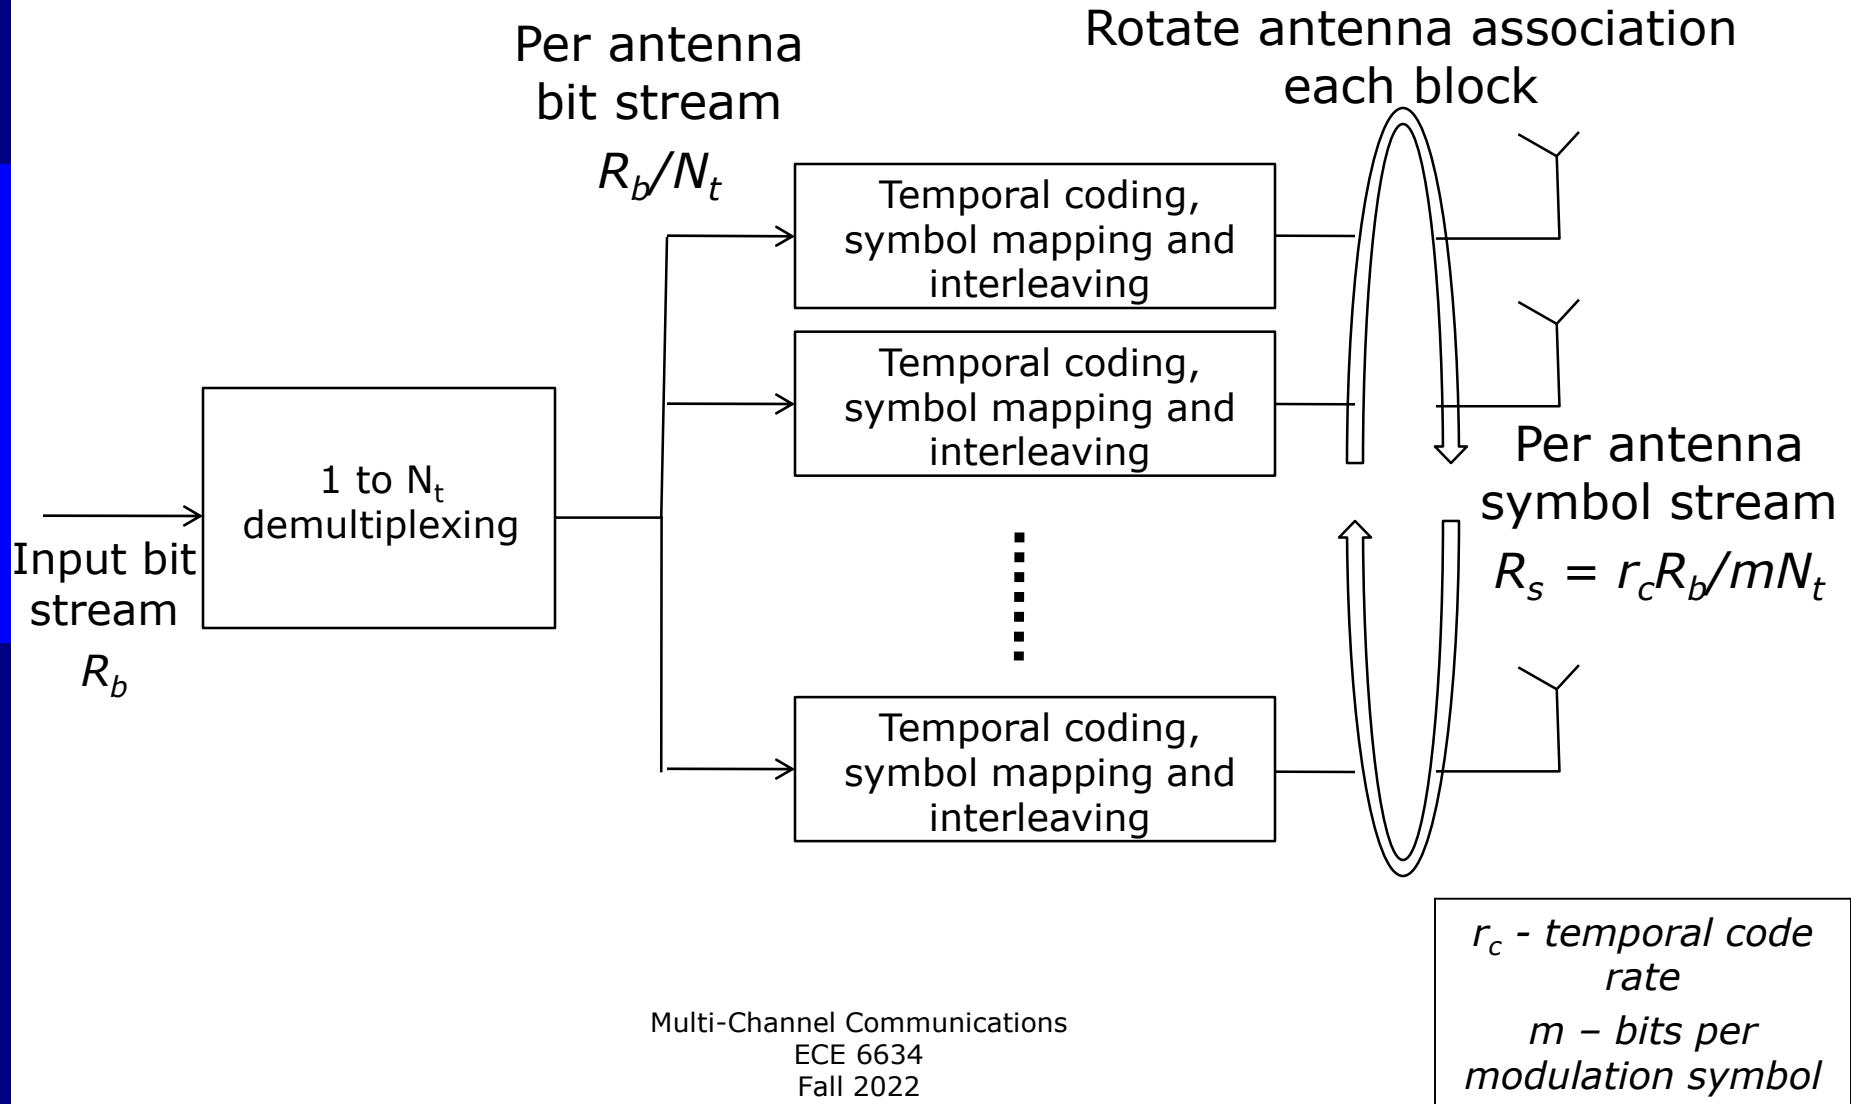 Per antenna
bit stream
R_b/N_t
Rotate antenna association
each block
Temporal coding,
symbol mapping and
interleaving
Temporal coding,
symbol mapping and
interleaving
1 to N_t
demultiplexing
Input bit
stream
R_b
Per antenna
symbol stream
R_s = r_cR_b/mN_t
Temporal coding,
symbol mapping and
interleaving
r_c - temporal code
rate
m – bits per
modulation symbol
Multi-Channel Communications
ECE 6634
Fall 2022